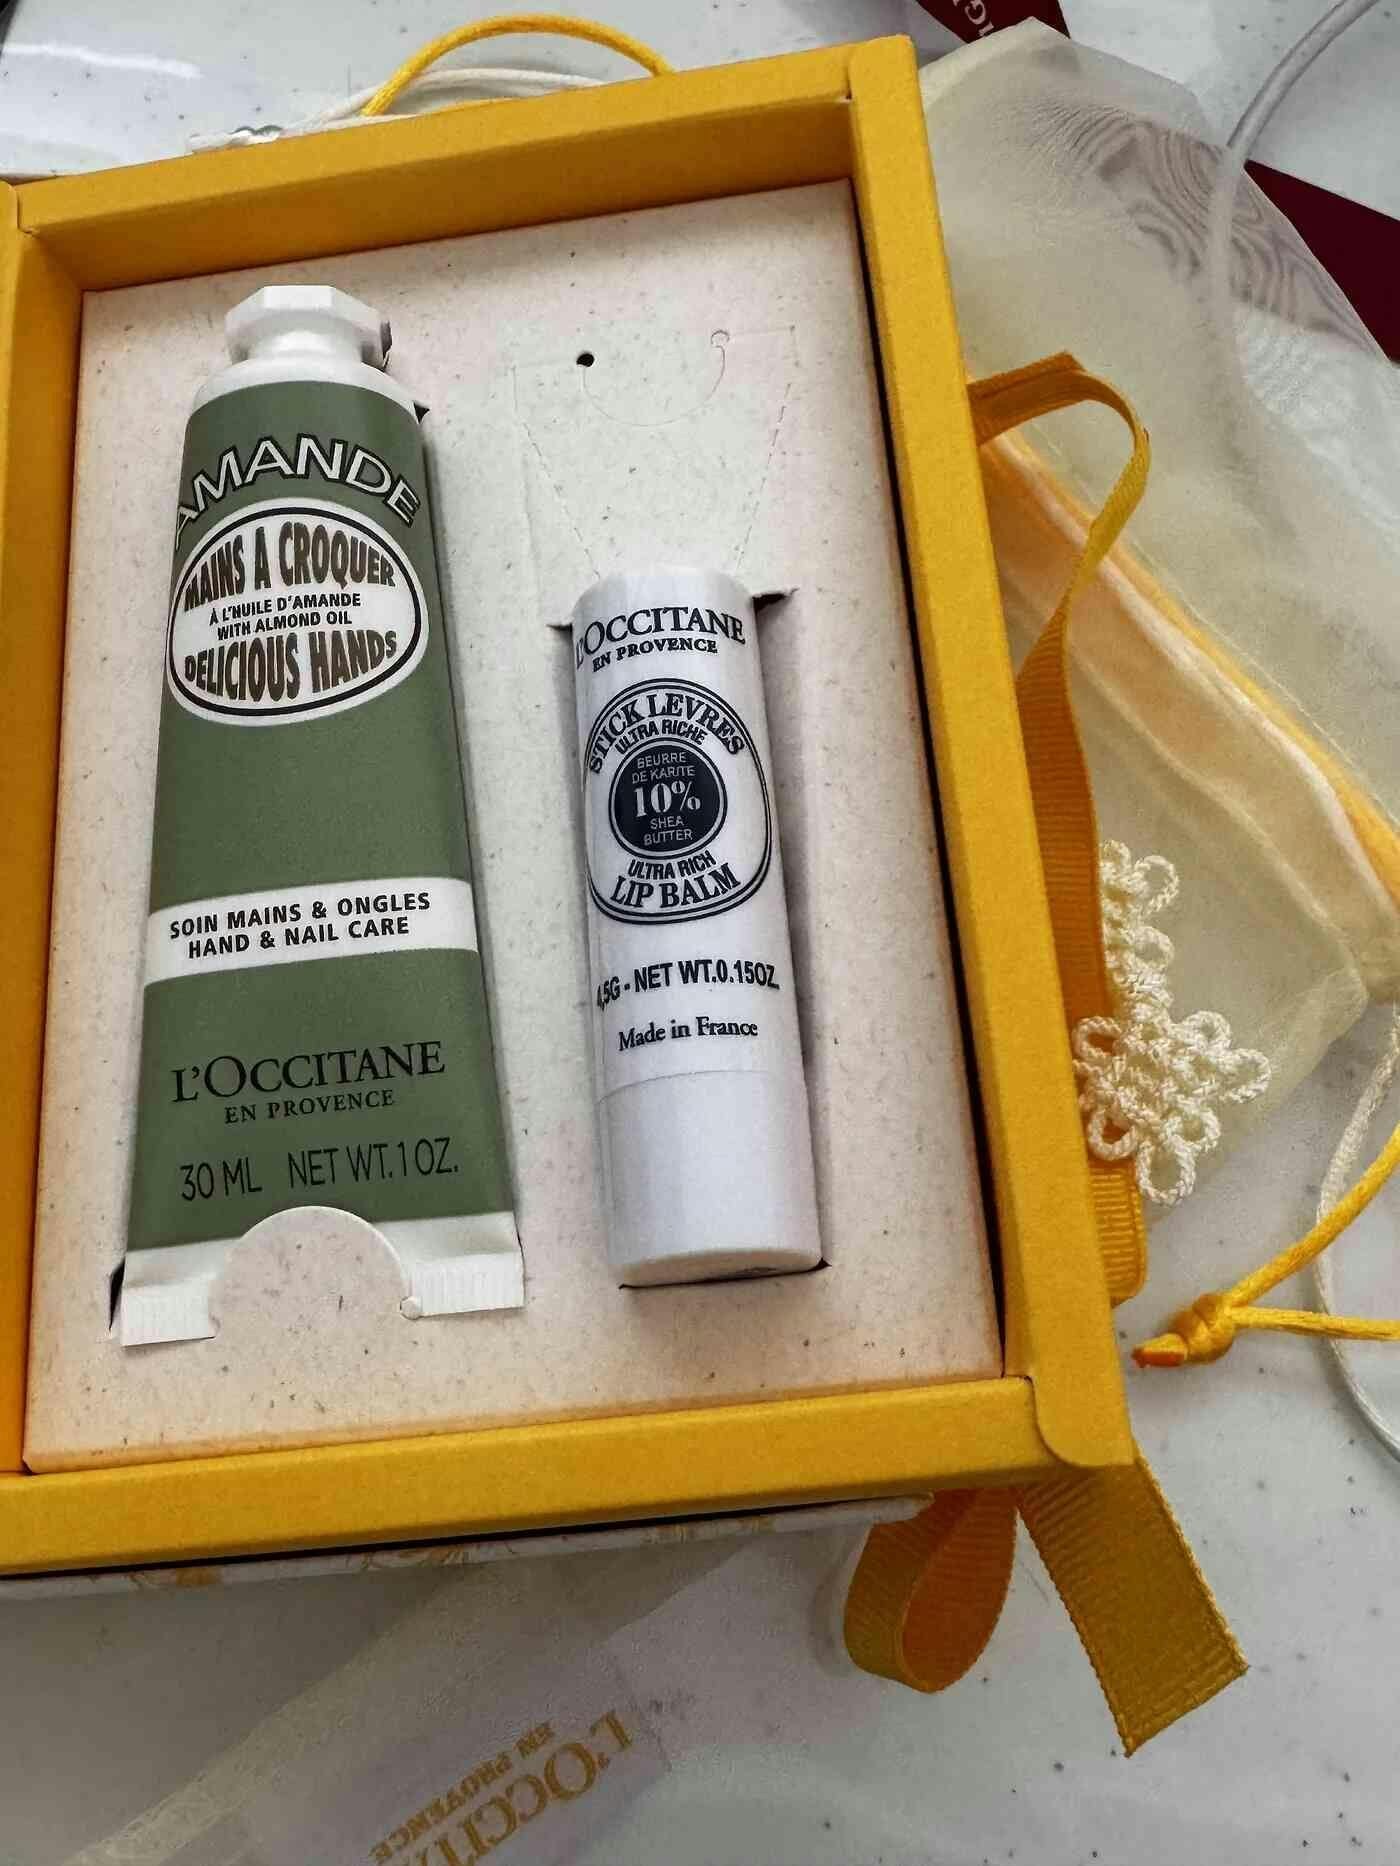 AMANDE
MAINS A CROQUER
À L'HUILE D'AMANDE
WITH ALMOND OIL
DELICIOUS HANDS
SOIN MAINS & ONGLES
HAND & NAIL CARE
L'OCCITANE
EN PROVENCE
30 ML NET WT.1 OZ.
L'OCCITANE
EN PROVENCE
STICK LEVRES
ULTRA RICHE
BEURRE
DE KARITE
10%
SHEA
BUTTER
ULTRA RICH
LIP BALM
4,5G - NET WT.0.15OZ.
Made in France
L'OCCIT
EN PROVENCE